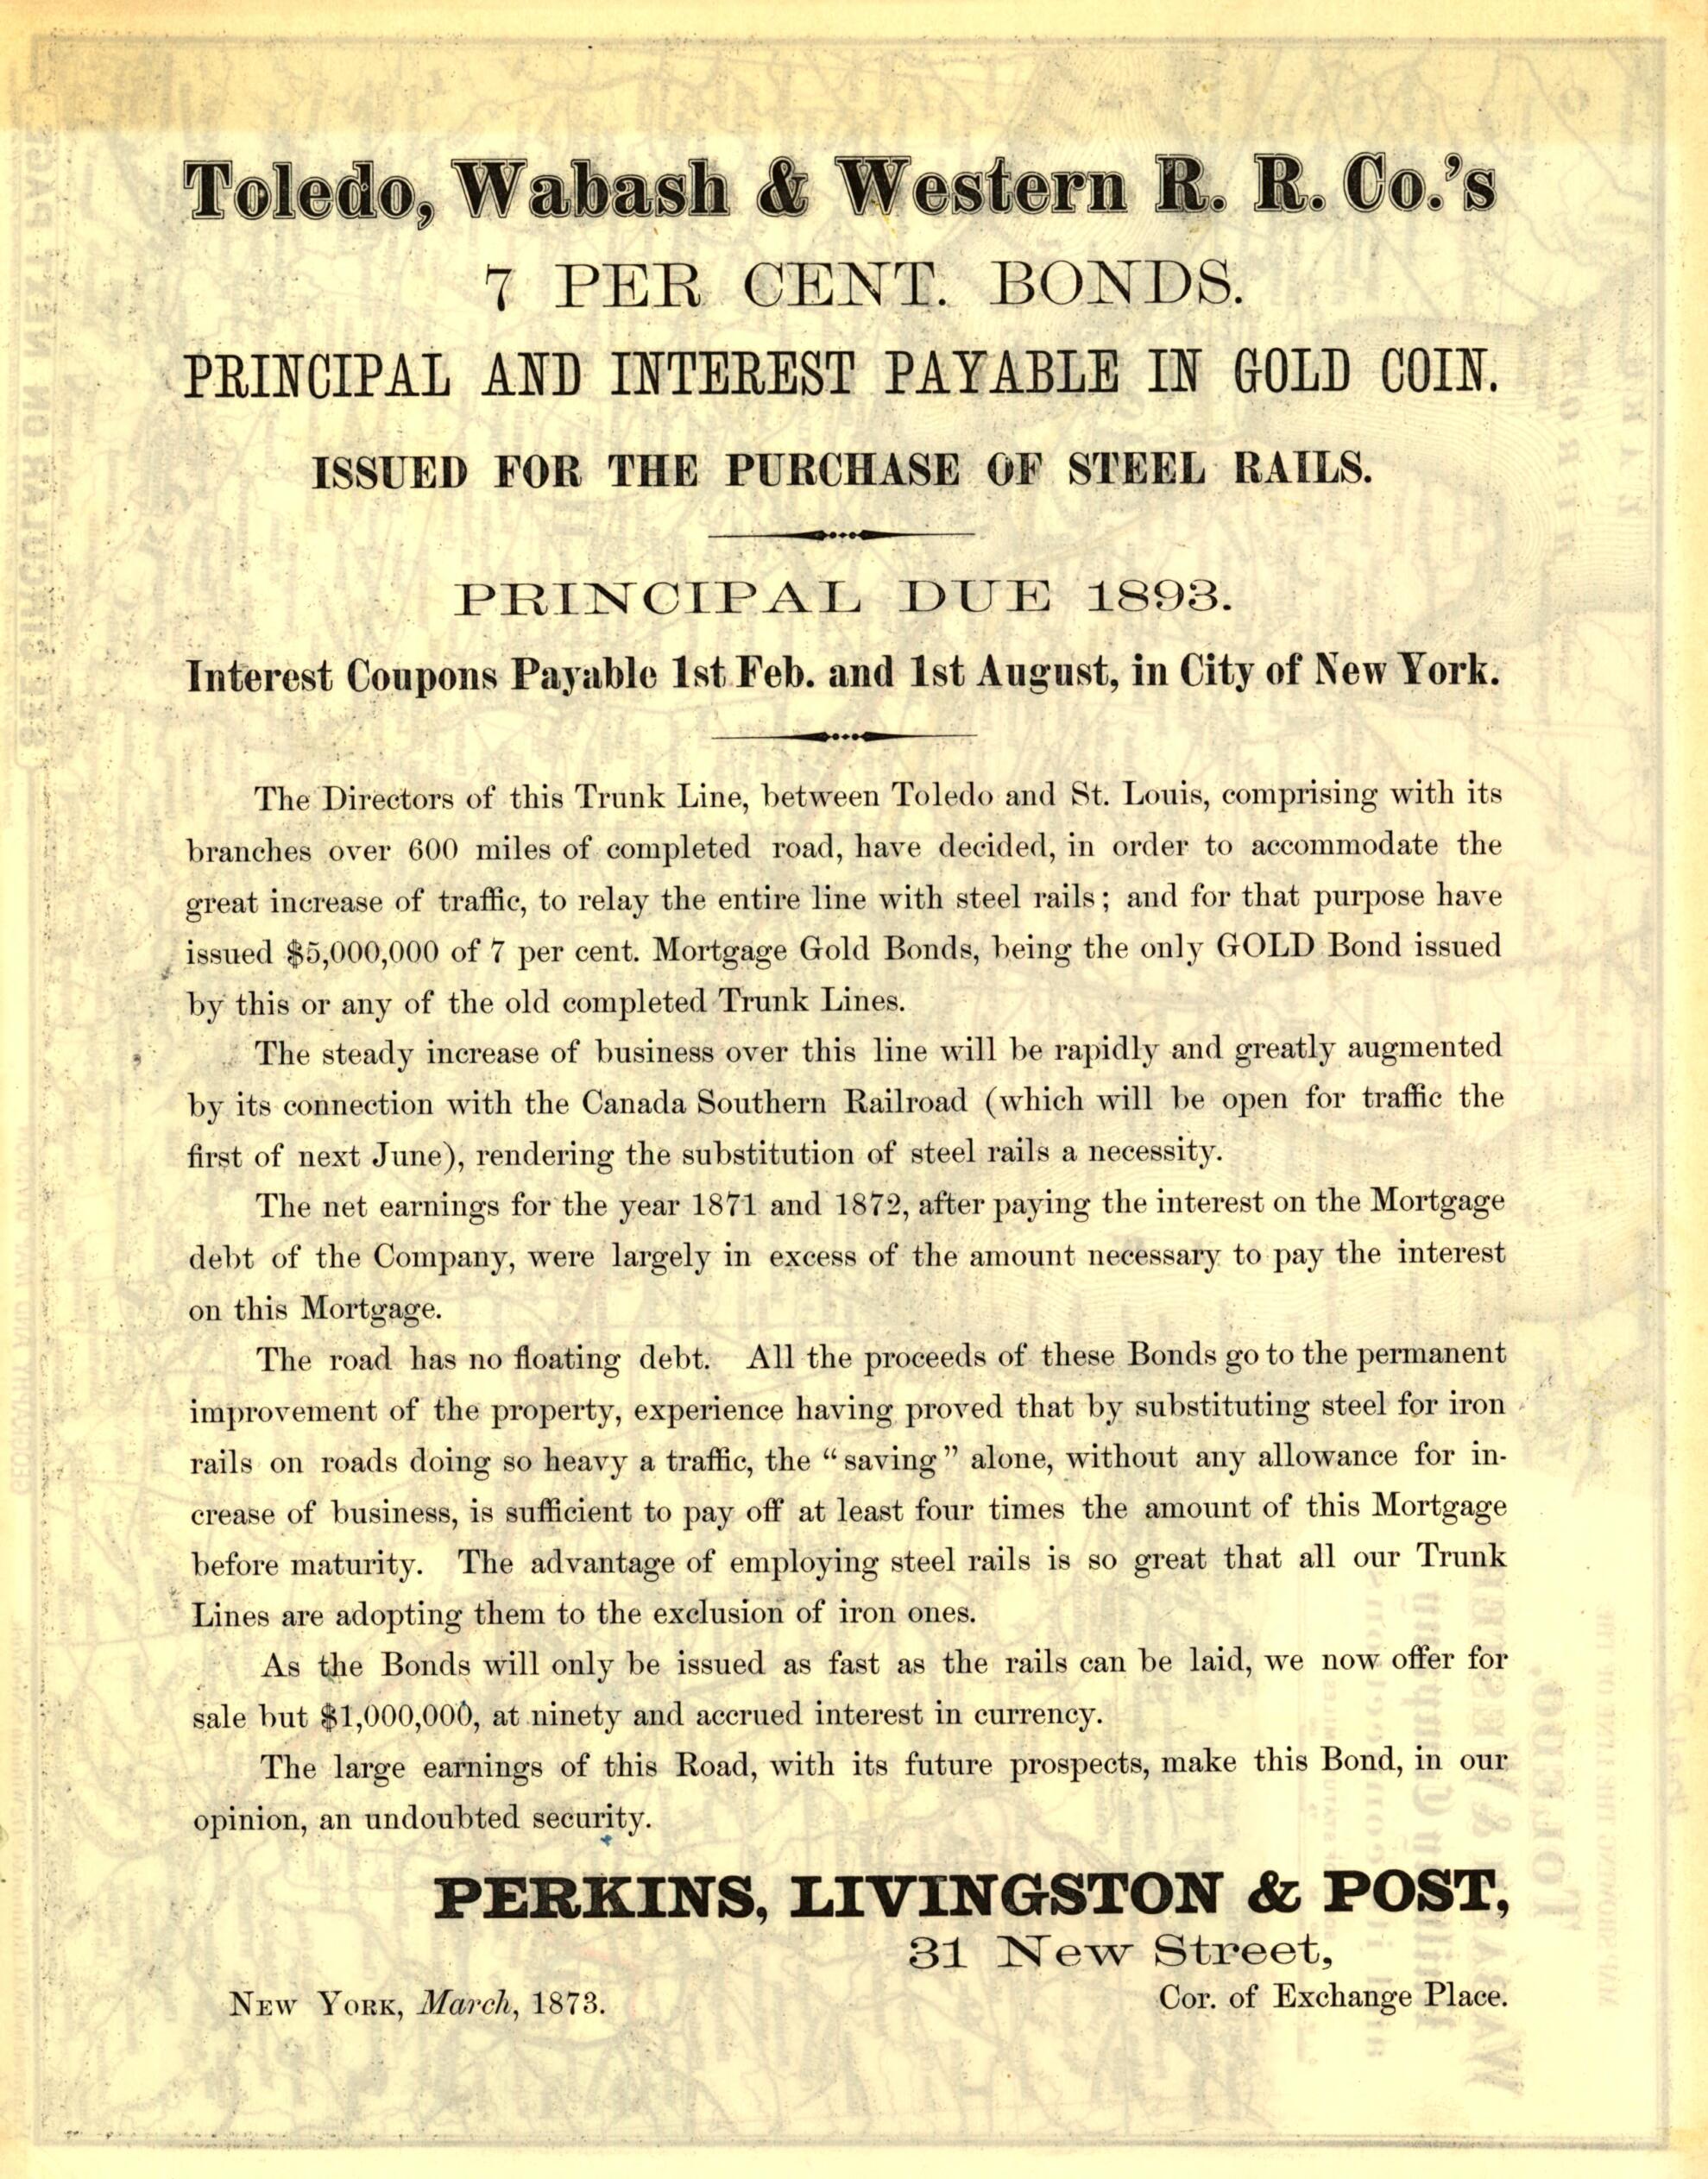 Toledo, Wabash & Western R. R. Co.'s
7 PER CENT. BONDS.
PRINCIPAL AND INTEREST PAYABLE IN GOLD COIN.
ISSUED FOR THE PURCHASE OF STEEL RAILS.
PRINCIPAL DUE 1893.
Interest Coupons Payable 1st Feb. and 1st August, in City of New York.
The Directors of this Trunk Line, between Toledo and St. Louis, comprising with its
branches over 600 miles of completed road, have decided, in order to accommodate the
great increase of traffic, to relay the entire line with steel rails; and for that purpose have
issued $5,000,000 of 7 per cent. Mortgage Gold Bonds, being the only GOLD Bond issued
by this or any of the old completed Trunk Lines.
The steady increase of business over this line will be rapidly and greatly augmented
by its connection with the Canada Southern Railroad (which will be open for traffic the
first of next June), rendering the substitution of steel rails a necessity.
The net earnings for the year 1871 and 1872, after paying the interest on the Mortgage
debt of the Company, were largely in excess of the amount necessary to pay the interest
on this Mortgage.
The road has no floating debt. All the proceeds of these Bonds go to the permanent
improvement of the property, experience having proved that by substituting steel for iron
rails on roads doing so heavy a traffic, the "saving" alone, without any allowance for in-
crease of business, is sufficient to pay off at least four times the amount of this Mortgage
before maturity. The advantage of employing steel rails is so great that all our Trunk
Lines are adopting them to the exclusion of iron ones.
As the Bonds will only be issued as fast as the rails can be laid, we now offer for
sale but $1,000,000, at ninety and accrued interest in currency.
The large earnings of this Road, with its future prospects, make this Bond, in our
opinion, an undoubted security.
PERKINS, LIVINGSTON & POST,
31 New Street,
Cor. of Exchange Place.
NEW YORK, March, 1873.